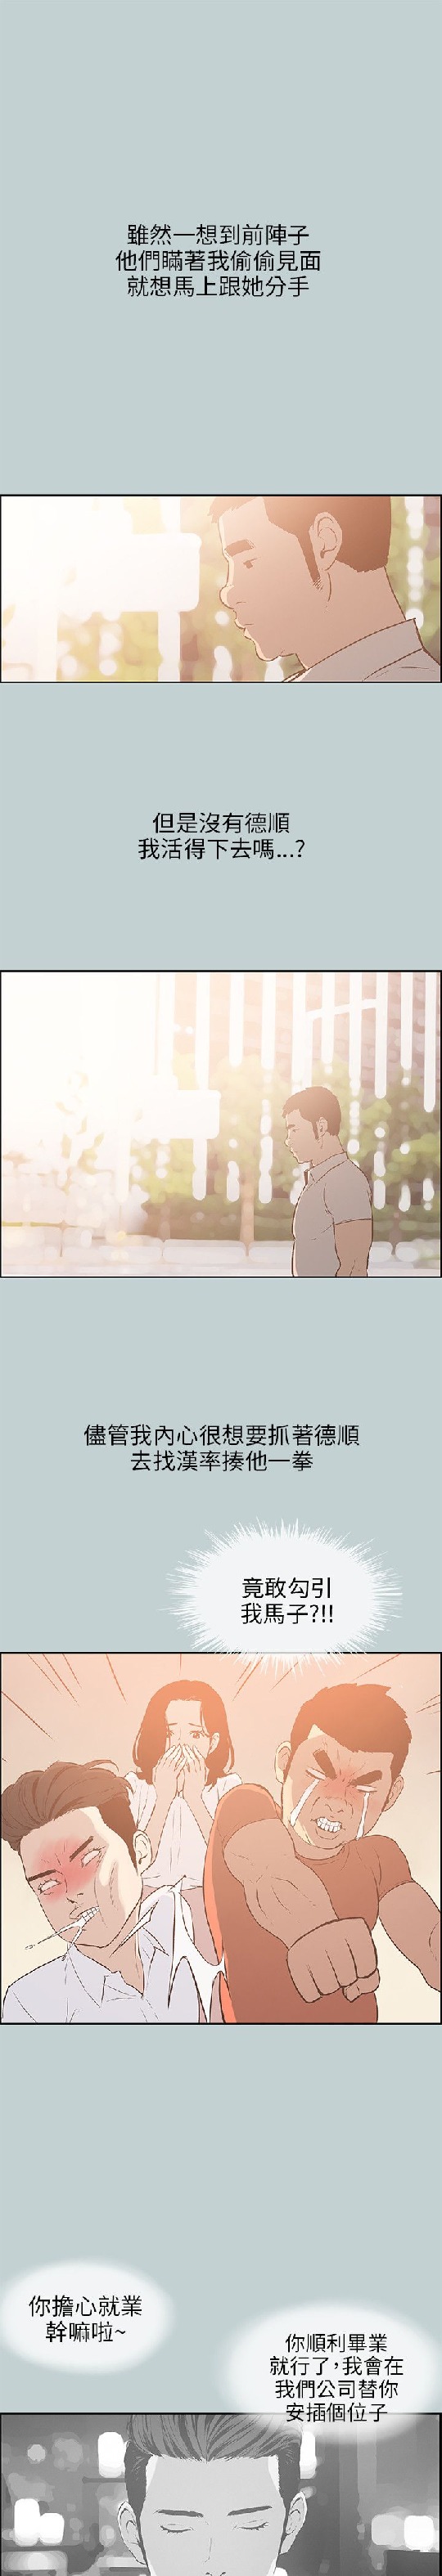 雖然一想到前陣子
他們瞞著我偷偷見面
就想馬上跟她分手
但是沒有德順
我活得下去嗎...?
儘管我內心很想要抓著德順
去找漢率揍他一拳
竟敢勾引
我馬子?!!
你擔心就業
幹嘛啦~
你順利畢業
就行了，我會在
我們公司替你
安插個位子